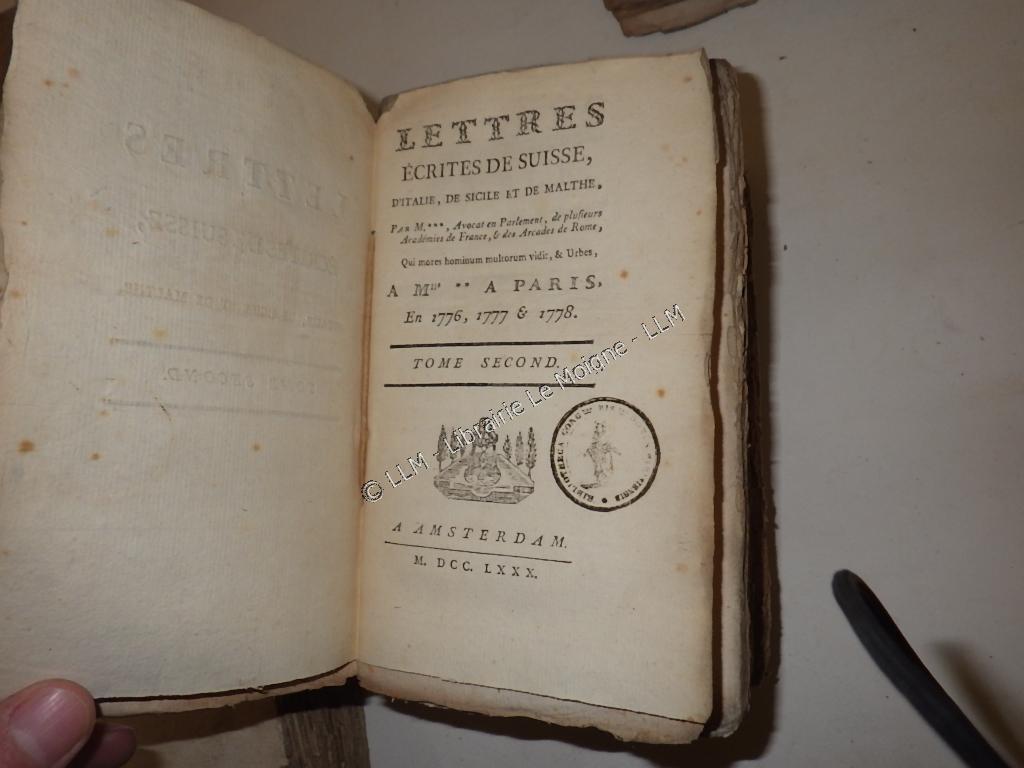 LETTRES
ÉCRITES DE SUISSE,
D'ITALIE, DE SICILE ET DE MALTHE,
PAR M.***, Avocat en Parlement, de plusieurs
Académies de France, & des Arcades de Rome,
Qui mores hominum multorum vidit, & Urbes,
A Mlle ** A PARIS,
En 1776, 1777 & 1778.
TOME SECOND.
© LLM - Librairie Le Moigne - LLM
BIBLIOTHECA CONG
A AMSTERDAM.
M. DCC. LXXX.